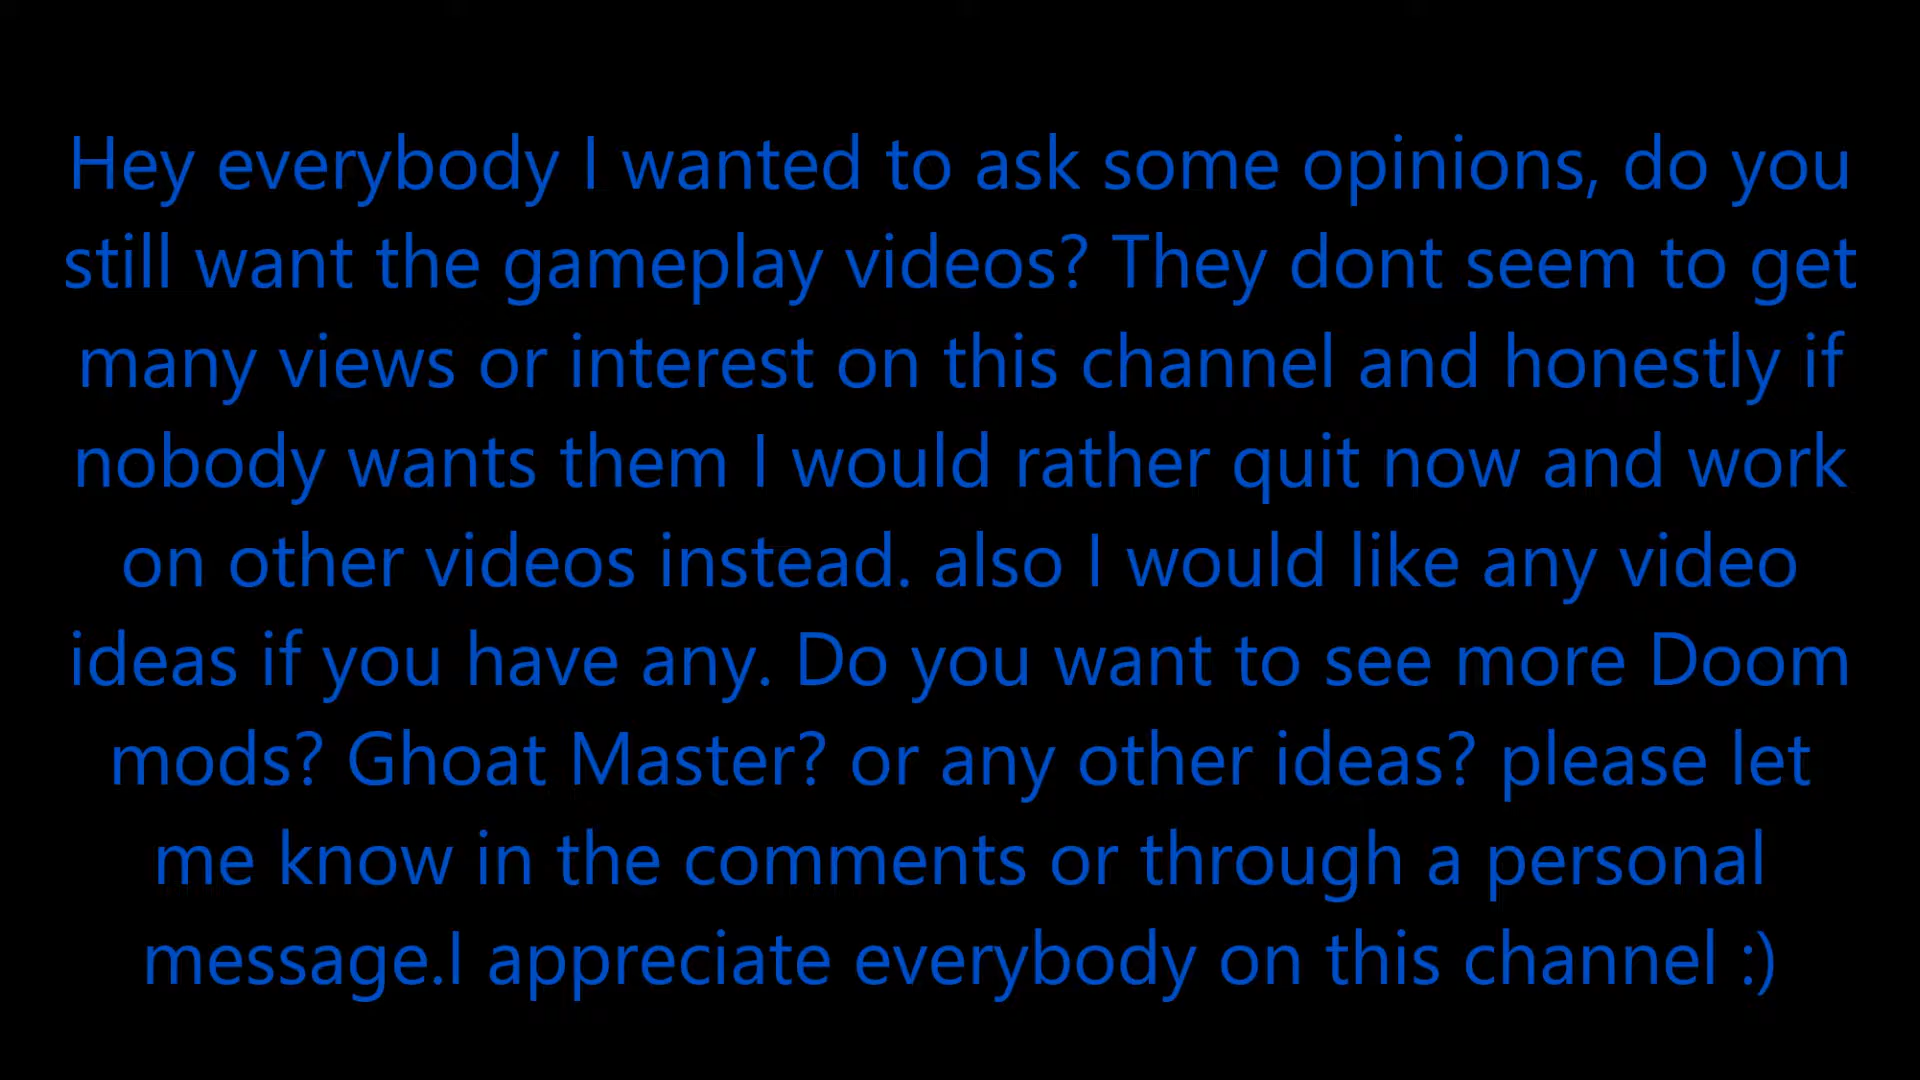 Hey everybody I wanted to ask some opinions, do you
still want the gameplay videos? They dont seem to get
many views or interest on this channel and honestly if
nobody wants them I would rather quit now and work
on other videos instead. also I would like any video
ideas if you have any. Do you want to see more Doom
mods? Ghoat Master? or any other ideas? please let
me know in the comments or through a personal
message.I appreciate everybody on this channel :)